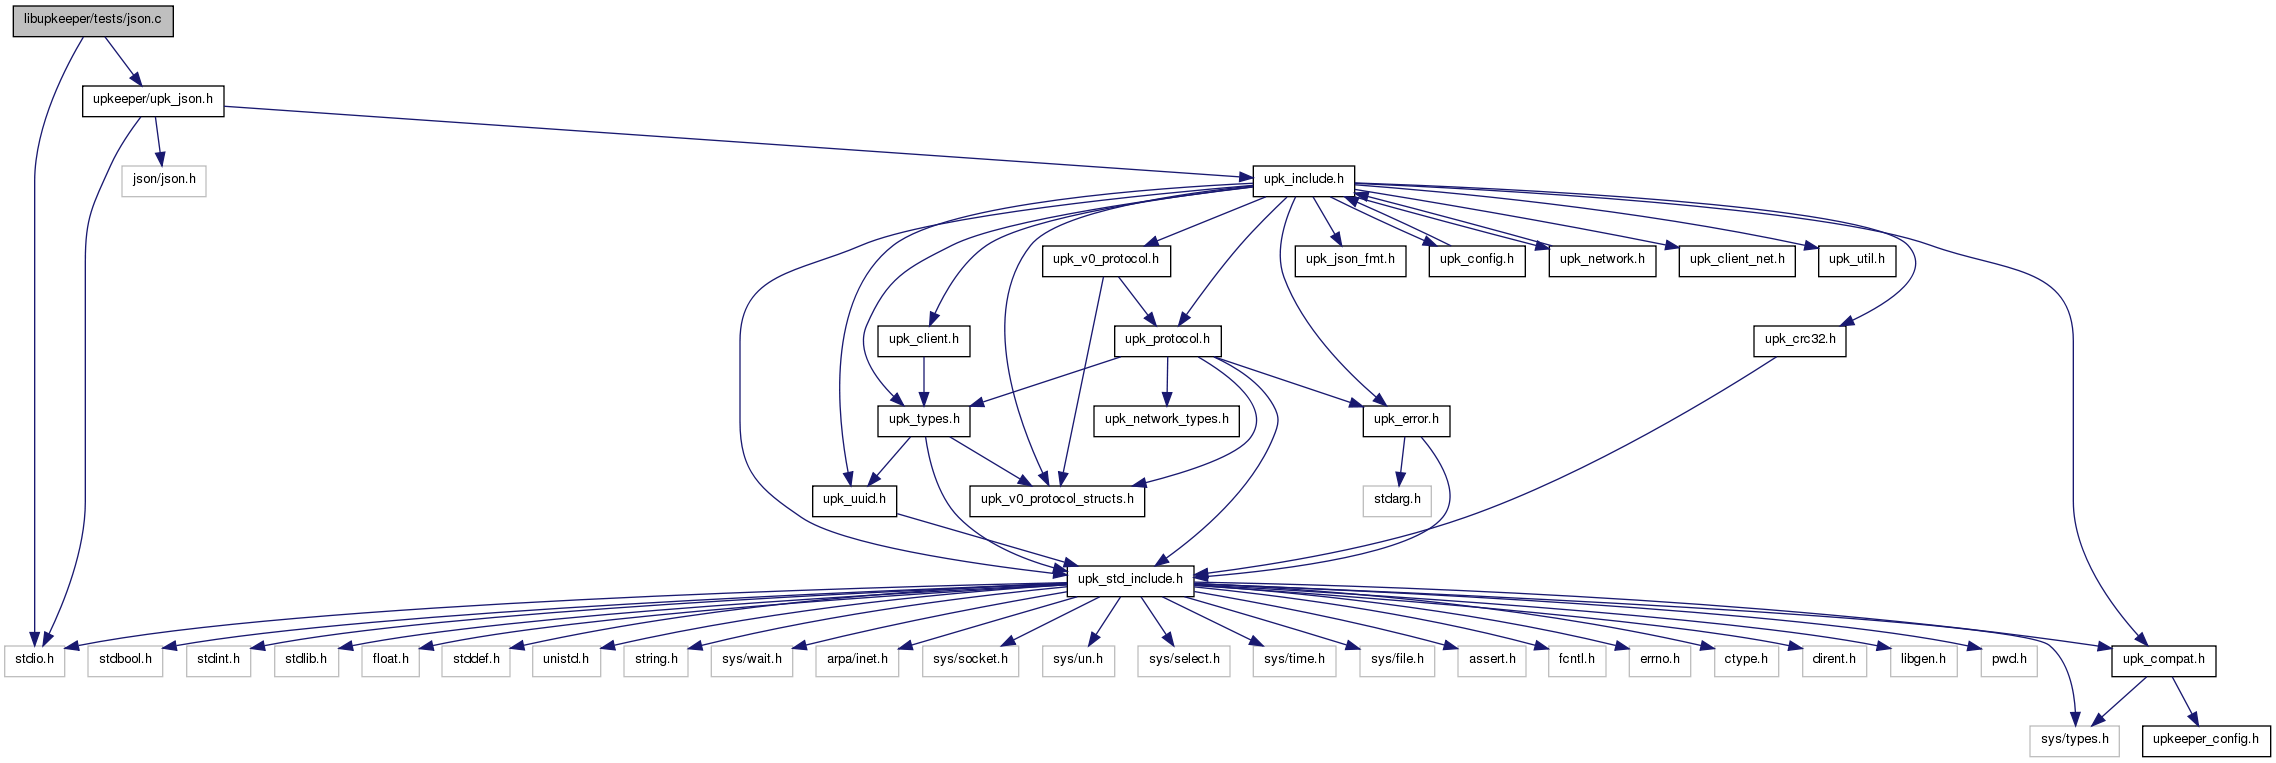 libupkeeper/tests/json.c
upkeeper/upk_json.h
json/json.h
upk_include.h
upk_v0_protocol.h
upk_json_fmt.h
upk_config.h
upk_network.h
upk_client_net.h
upk_util.h
upk_client.h
upk_protocol.h
upk_crc32.h
upk_types.h
upk_network_types.h
upk_error.h
upk_uuid.h
upk_v0_protocol_structs.h
stdarg.h
upk_std_include.h
stdio.h
stdbool.h
stdint.h
stdlib.h
float.h
stddef.h
unistd.h
string.h
sys/wait.h
arpa/inet.h
sys/socket.h
sys/un.h
sys/select.h
sys/time.h
sys/file.h
assert.h
fcntl.h
errno.h
ctype.h
dirent.h
libgen.h
pwd.h
upk_compat.h
sys/types.h
upkeeper_config.h